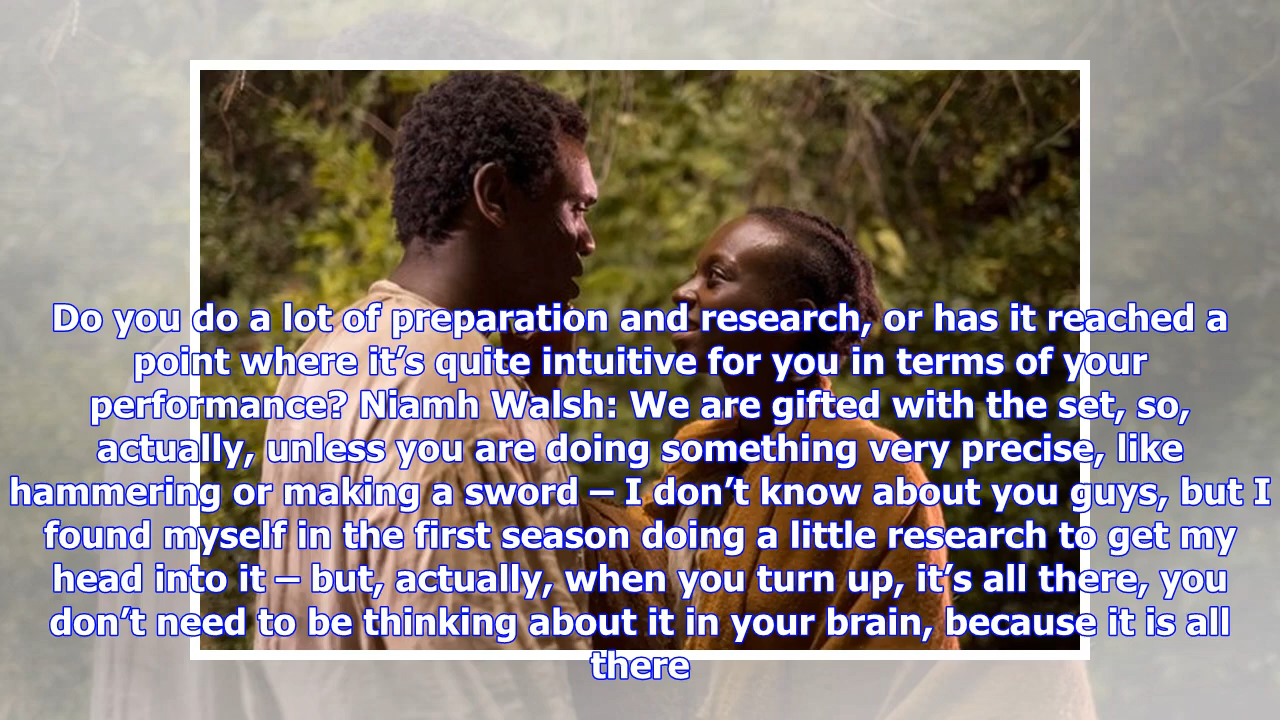 Do you do a lot of preparation and research, or has it reached a
point where it’s quite intuitive for you in terms of your
performance? Niamh Walsh: We are gifted with the set, so,
actually, unless you are doing something very precise, like
hammering or making a sword – I don’t know about you guys, but I
found myself in the first season doing a little research to get my
head into it – but, actually, when you turn up, it’s all there, you
don’t need to be thinking about it in your brain, because it is all
there